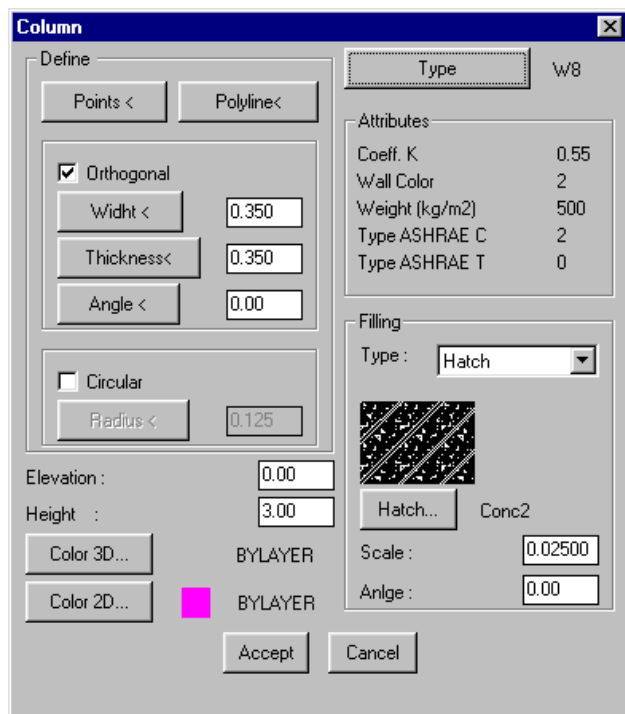 Column
Define
Points <
Polyline<
Orthogonal
Widht < 0.350
Thickness< 0.350
Angle < 0.00
Circular
Radius < 0.125
Elevation : 0.00
Height : 3.00
Color 3D... BYLAYER
Color 2D... BYLAYER
Type W8
Attributes
Coeff. K 0.55
Wall Color 2
Weight (kg/m2) 500
Type ASHRAE C 2
Type ASHRAE T 0
Filling
Type : Hatch
Hatch... Conc2
Scale : 0.02500
Anlge : 0.00
Accept
Cancel